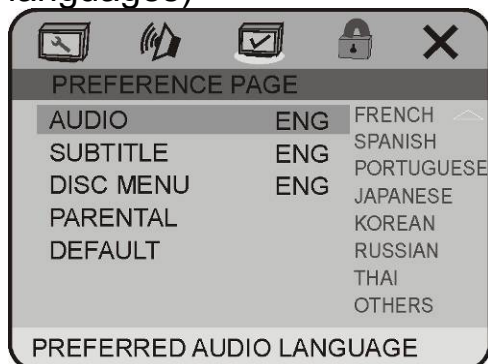 languages)
PREFERENCE PAGE
AUDIO ENG
SUBTITLE ENG
DISC MENU ENG
PARENTAL
DEFAULT
FRENCH
SPANISH
PORTUGUESE
JAPANESE
KOREAN
RUSSIAN
THAI
OTHERS
PREFERRED AUDIO LANGUAGE